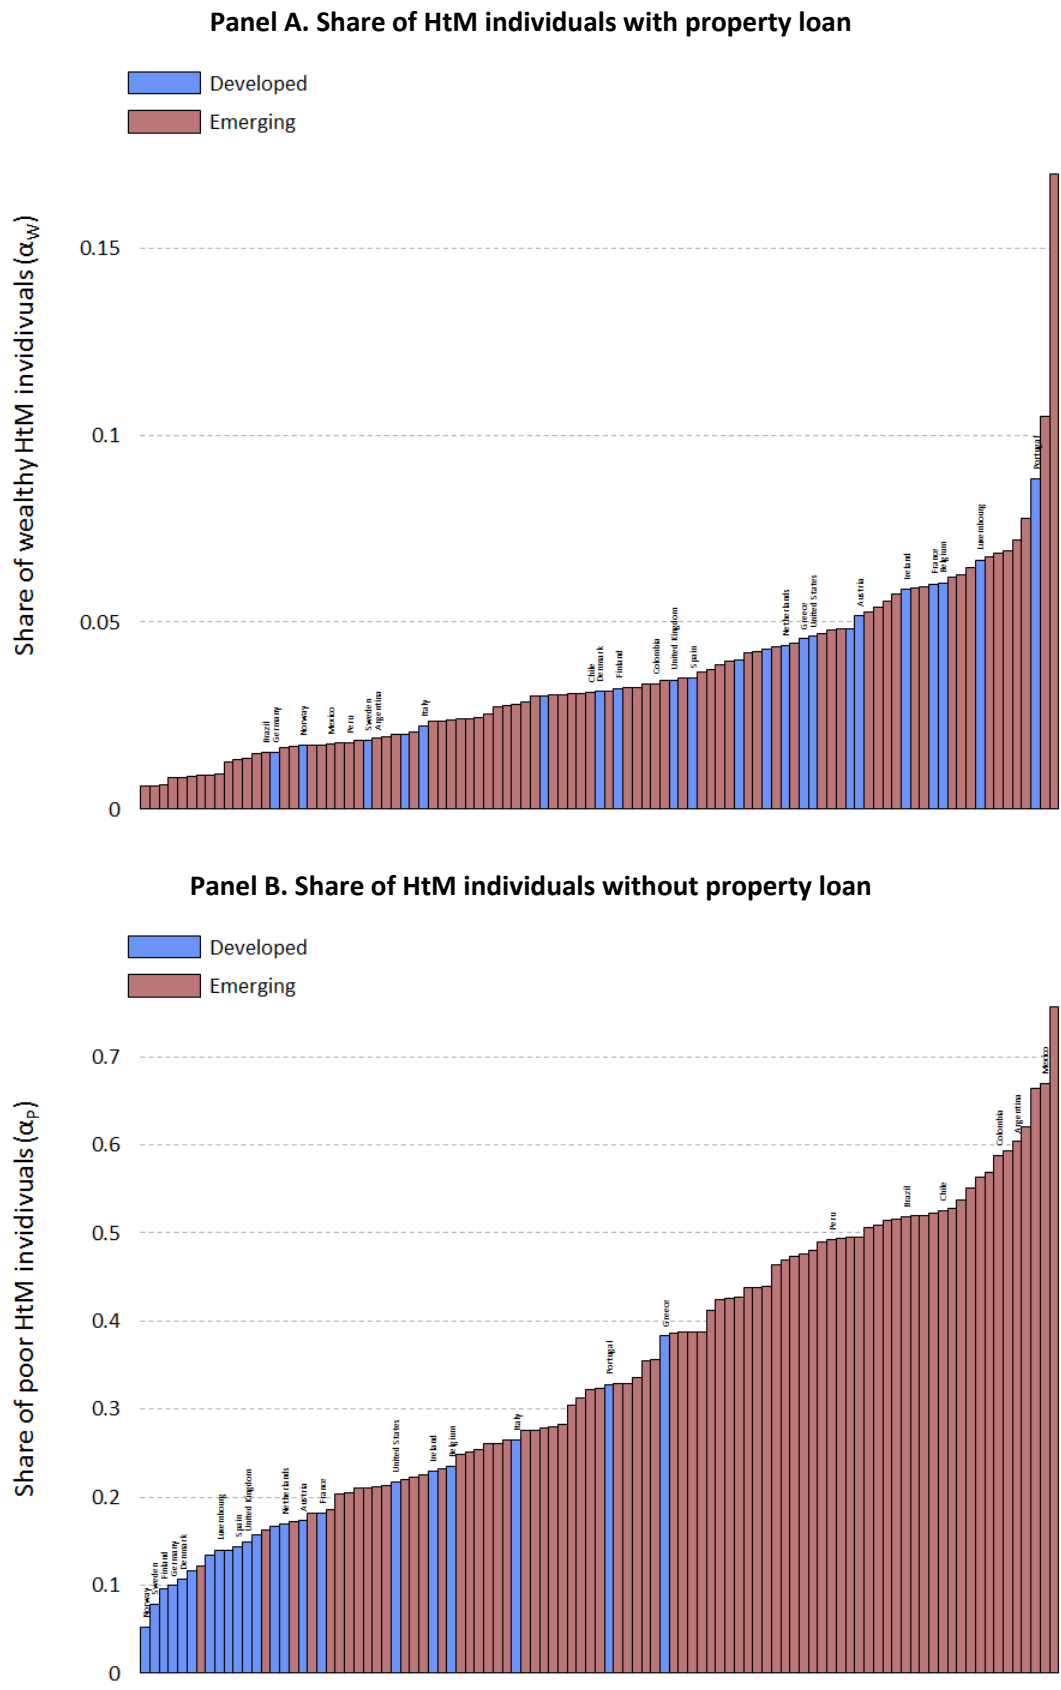 Panel A. Share of HtM individuals with property loan
Developed
Emerging
Share of wealthy HtM invidivuals (αW)
0.15
0.1
0.05
0
Brazil
Germany
Norway
Mexico
Peru
Sweden
Argentina
Italy
Chile
Denmark
Finland
Colombia
United Kingdom
Spain
Netherlands
Greece
United States
Austria
Ireland
France
Belgium
Luxembourg
Portugal
Panel B. Share of HtM individuals without property loan
Developed
Emerging
Share of poor HtM invidivuals (αP)
0.7
0.6
0.5
0.4
0.3
0.2
0.1
0
Norway
Sweden
Finland
Germany
Denmark
Luxembourg
Spain
United Kingdom
Netherlands
Austria
France
United States
Ireland
Belgium
Italy
Portugal
Greece
Peru
Brazil
Chile
Colombia
Argentina
Mexico